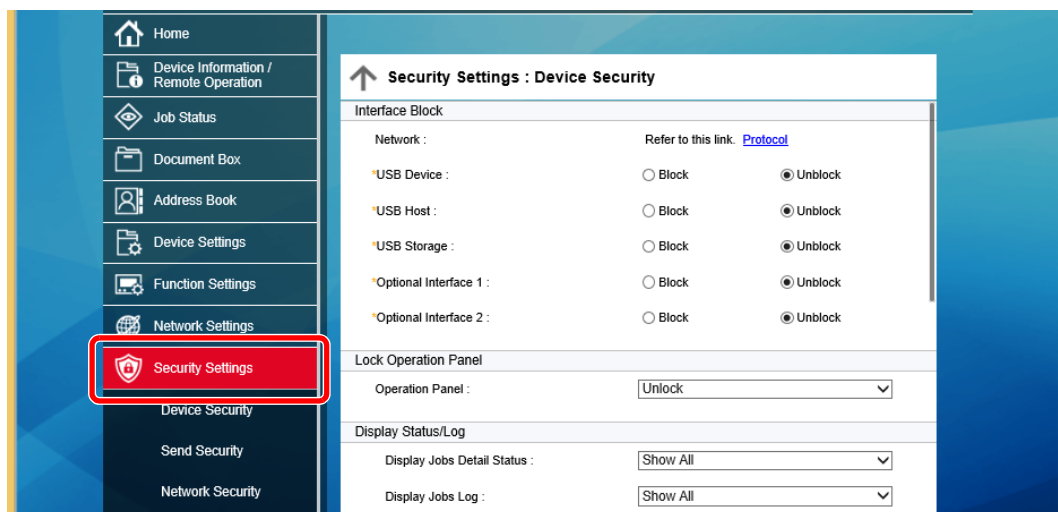 Home
Device Information /
Remote Operation
Job Status
Document Box
Address Book
Device Settings
Function Settings
Network Settings
Security Settings
Device Security
Send Security
Network Security
Security Settings : Device Security
Interface Block
Network : Refer to this link. Protocol
*USB Device : Block Unblock
*USB Host : Block Unblock
*USB Storage : Block Unblock
*Optional Interface 1 : Block Unblock
*Optional Interface 2 : Block Unblock
Lock Operation Panel
Operation Panel : Unlock
Display Status/Log
Display Jobs Detail Status : Show All
Display Jobs Log : Show All